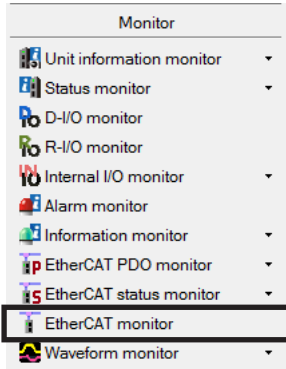 Monitor
Unit information monitor
Status monitor
D-I/O monitor
R-I/O monitor
Internal I/O monitor
Alarm monitor
Information monitor
EtherCAT PDO monitor
EtherCAT status monitor
EtherCAT monitor
Waveform monitor